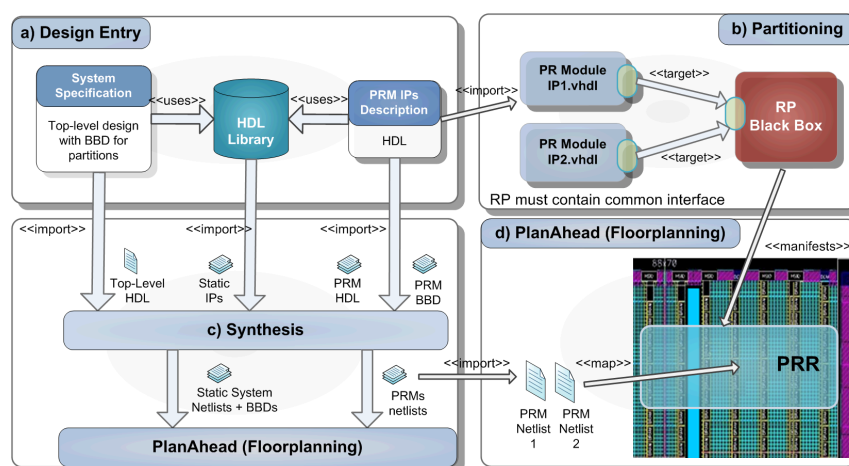 a) Design Entry
System
Specification
Top-level design
with BBD for
partitions
<<uses>>
HDL
Library
<<uses>>
PRM IPs
Description
HDL
<<import>>
b) Partitioning
PR Module
IP1.vhdl
<<target>>
RP
Black Box
PR Module
IP2.vhdl
<<target>>
RP must contain common interface
<<import>>
<<import>>
<<import>>
Top-Level
HDL
Static
IPs
PRM
HDL
PRM
BBD
c) Synthesis
Static System
Netlists + BBDs
PRMs
netlists
PlanAhead (Floorplanning)
<<import>>
d) PlanAhead (Floorplanning)
<<manifests>>
PRM
Netlist
1
PRM
Netlist
2
<<map>>
PRR